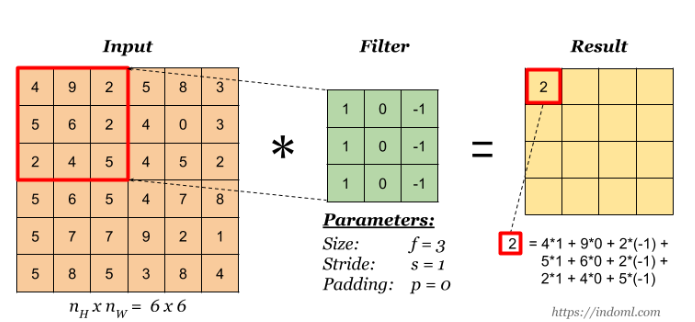 Input Filter Result
4 9 2 5 8 3
5 6 2 4 0 3
2 4 5 4 5 2
5 6 5 4 7 8
5 7 7 9 2 1
5 8 5 3 8 4
n_H x n_W = 6 x 6
*
1 0 -1
1 0 -1
1 0 -1
Parameters:
Size: f = 3
Stride: s = 1
Padding: p = 0
=
2
2 = 4*1 + 9*0 + 2*(-1) +
5*1 + 6*0 + 2*(-1) +
2*1 + 4*0 + 5*(-1)
https://indoml.com